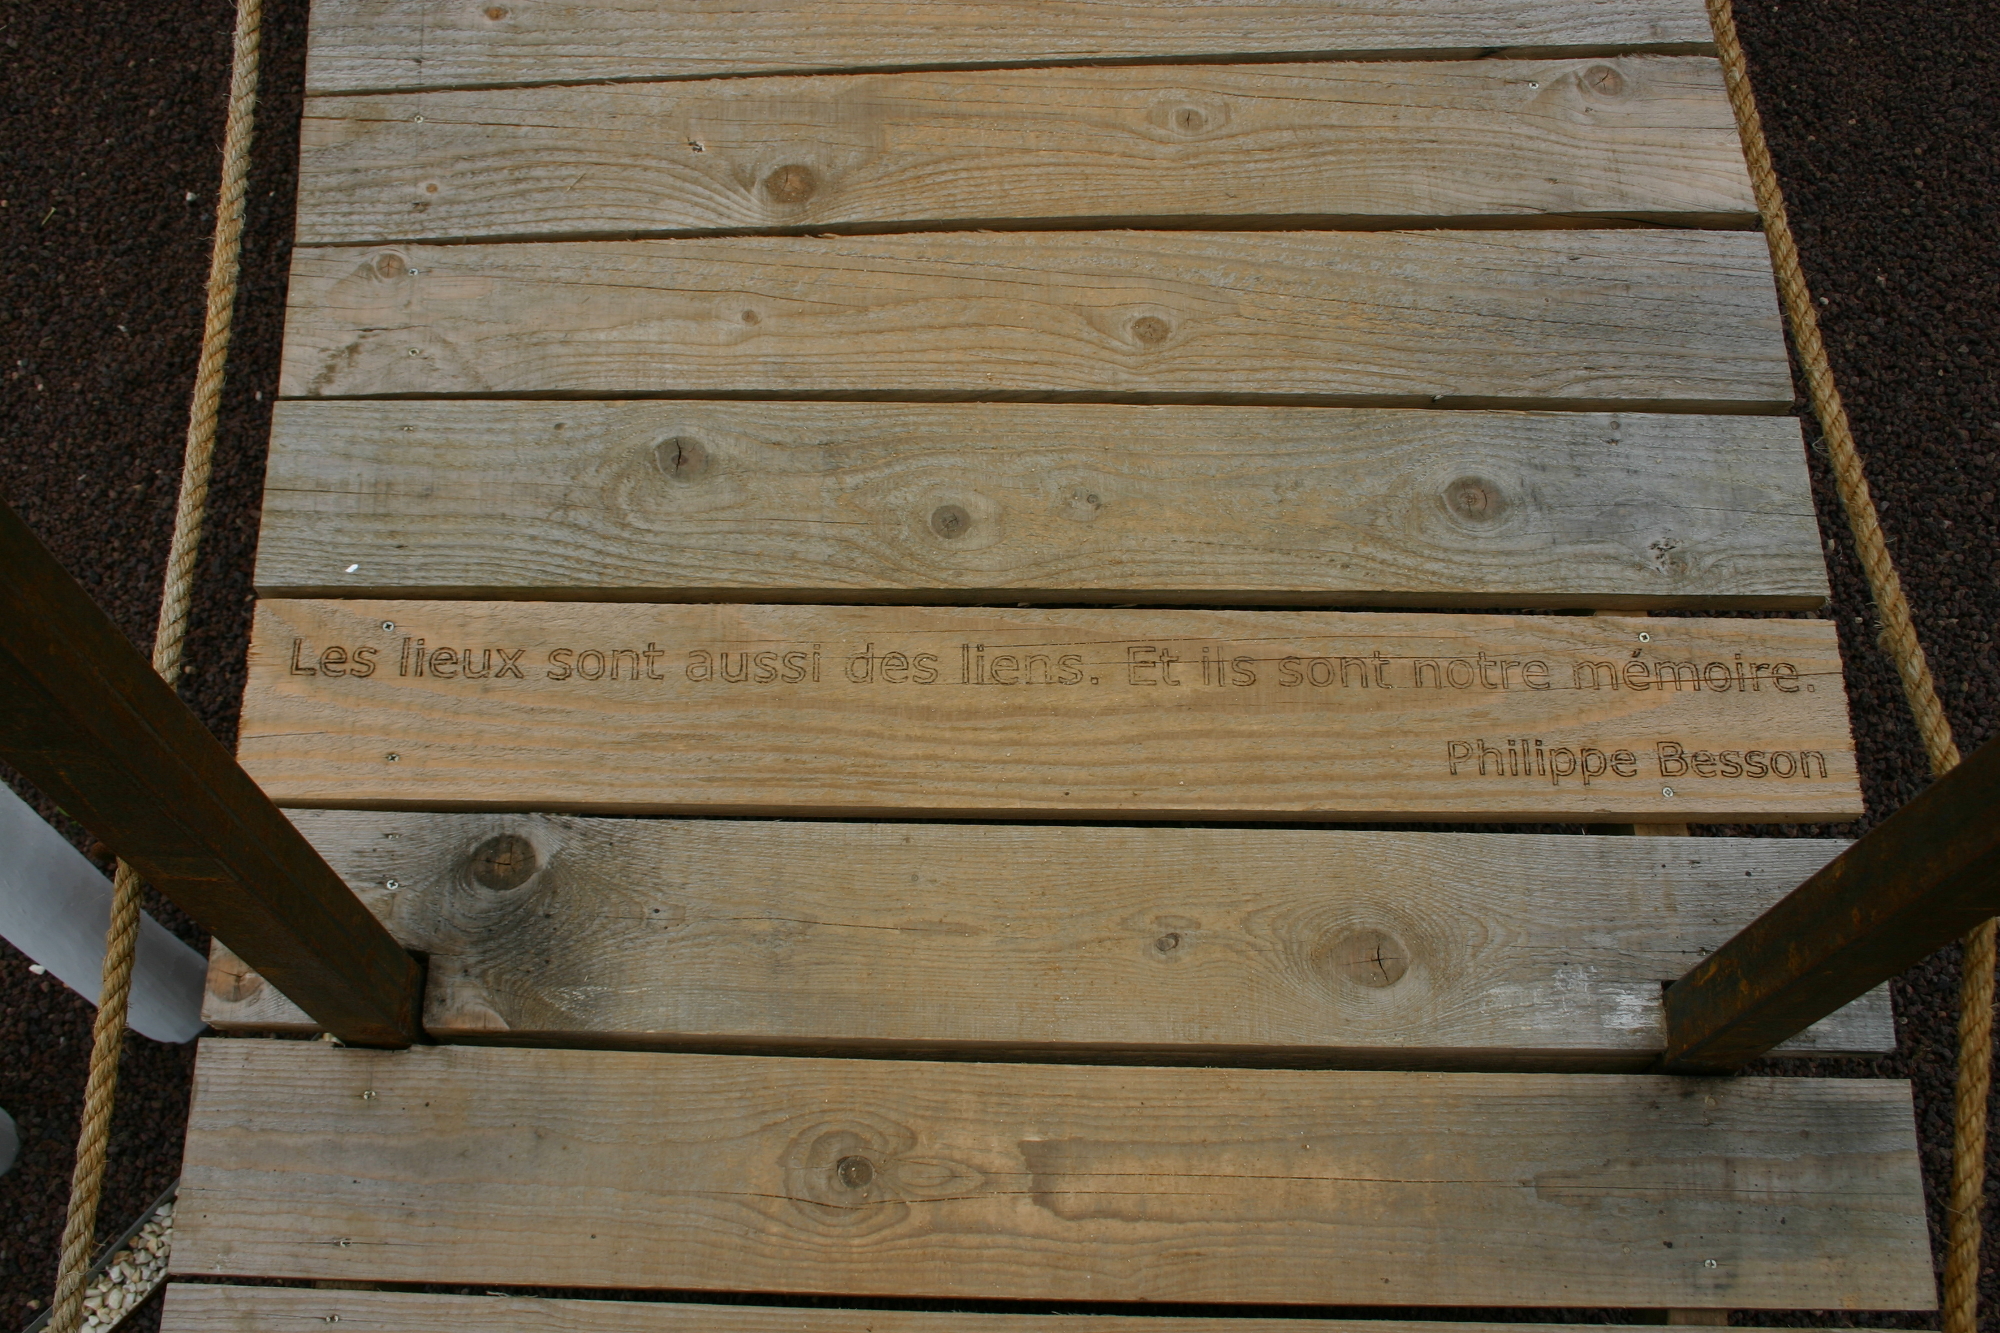 Les lieux sont aussi des liens. Et ils sont notre mémoire.
Philippe Besson